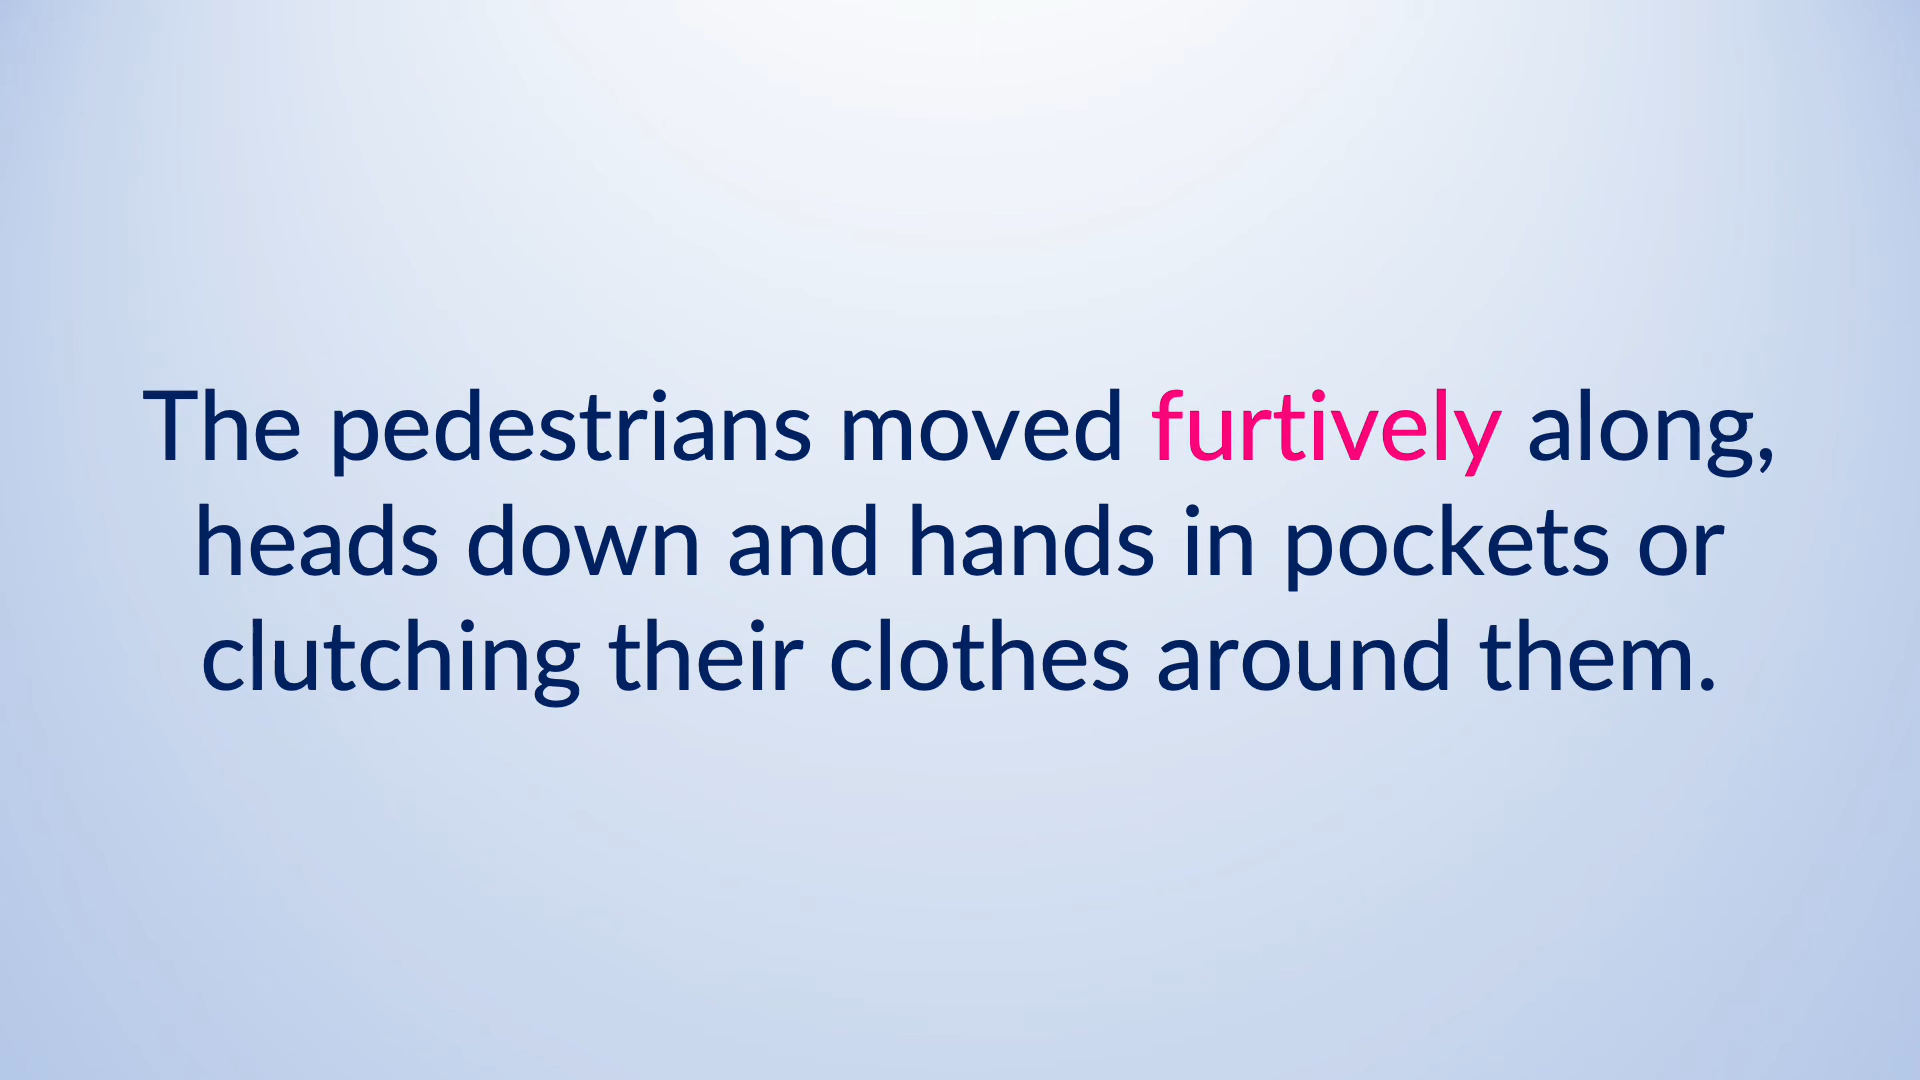 The pedestrians moved furtively along,
heads down and hands in pockets or
clutching their clothes around them.